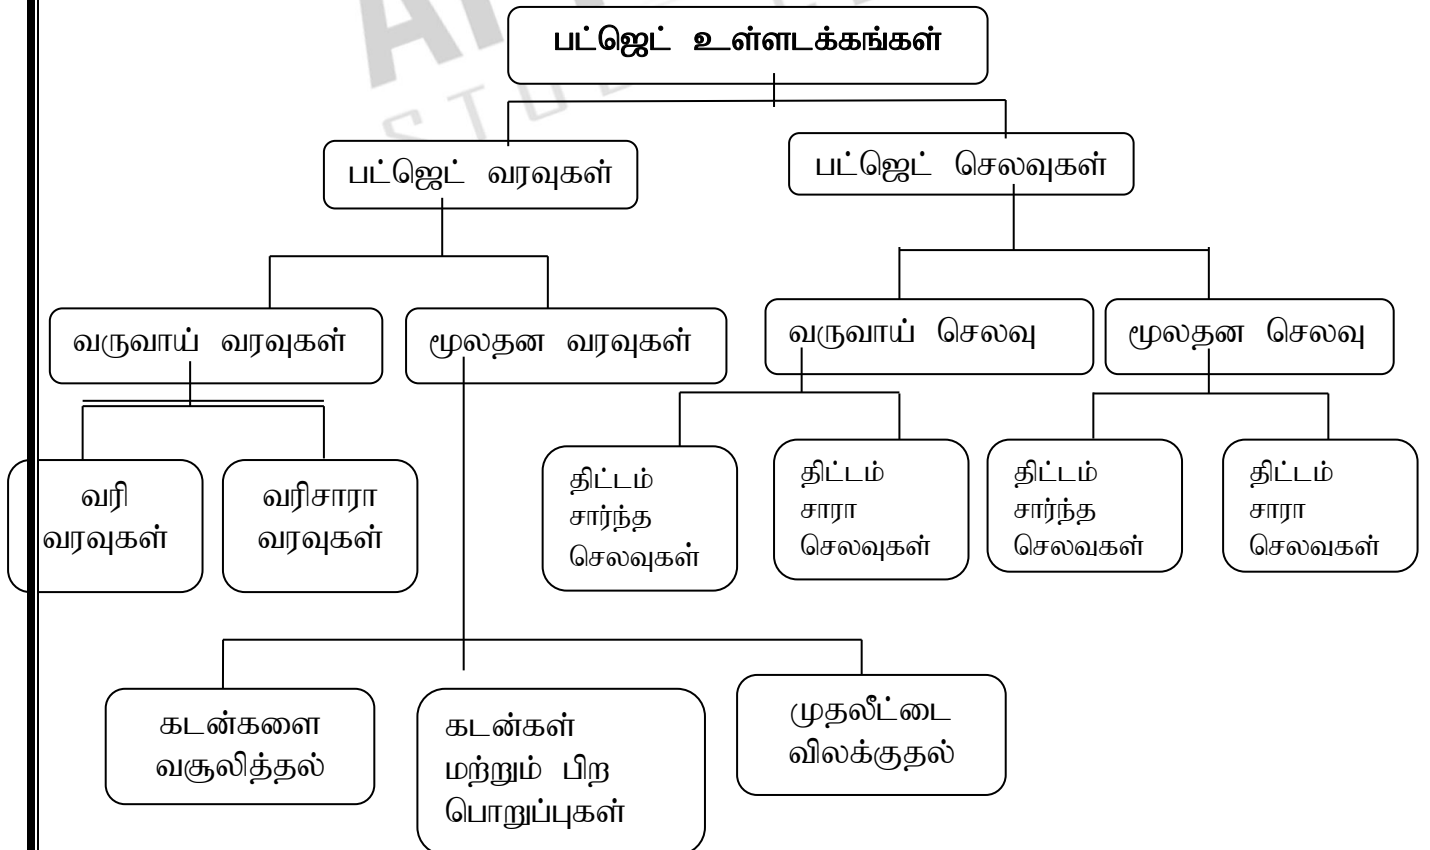 பட்ஜெட் உள்ளடக்கங்கள்
பட்ஜெட் வரவுகள்
பட்ஜெட் செலவுகள்
வருவாய் வரவுகள்
மூலதன வரவுகள்
வருவாய் செலவு
மூலதன செலவு
வரி
வரவுகள்
வரிசாரா
வரவுகள்
திட்டம்
சார்ந்த
செலவுகள்
திட்டம்
சாரா
செலவுகள்
திட்டம்
சார்ந்த
செலவகள்
திட்டம்
சாரா
செலவகள்
கடன்களை
வசூலித்தல்
கடன்கள்
மற்றும் பிற
பொறுப்புகள்
முதலீட்டை
விலக்குதல்